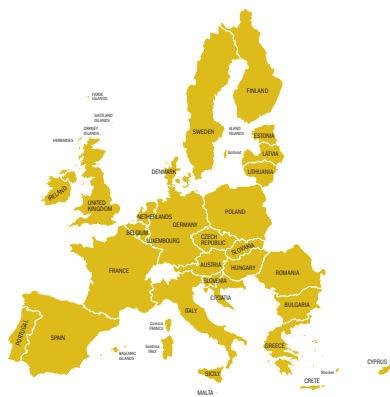 FAROE
ISLANDS
SHETLAND
ISLANDS
ORKNEY
ISLANDS
HEBRIDES
FINLAND
SWEDEN
ALAND
ISLANDS
ESTONIA
Gotland
LATVIA
LITHUANIA
DENMARK
IRELAND
UNITED
KINGDOM
NETHERLANDS
POLAND
BELGIUM
GERMANY
LUXEMBOURG
CZECH
REPUBLIC
SLOVAKIA
FRANCE
AUSTRIA
HUNGARY
ROMANIA
SLOVENIA
CROATIA
BULGARIA
ITALY
Corsica
FRANCE
PORTUGAL
SPAIN
Sardinia
ITALY
BALEARIC
ISLANDS
GREECE
SICILY
CYPRUS
Rhodes
CRETE
MALTA